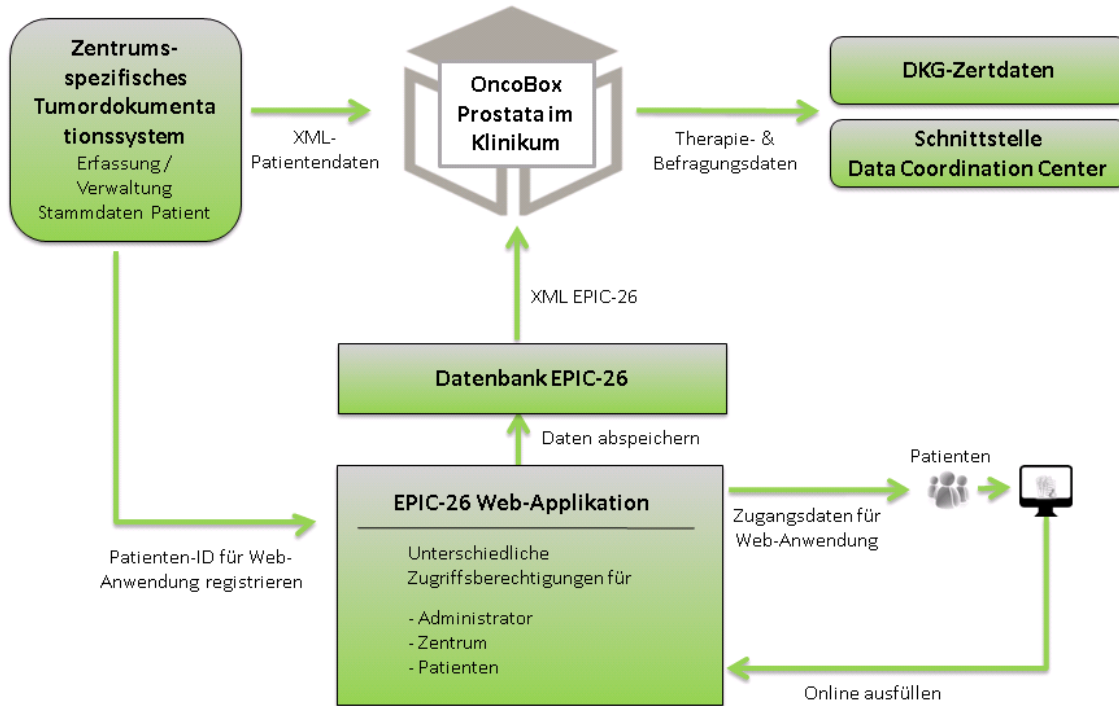 Zentrums-
spezifisches
Tumordokumenta
tionssystem
Erfassung /
Verwaltung
Stammdaten Patient
XML-
Patientendaten
OncoBox
Prostata im
Klinikum
Therapie- &
Befragungsdaten
DKG-Zertdaten
Schnittstelle
Data Coordination Center
XML EPIC-26
Datenbank EPIC-26
Daten abspeichern
Patienten-ID für Web-
Anwendung registrieren
EPIC-26 Web-Applikation
Unterschiedliche
Zugriffsberechtigungen für
- Administrator
- Zentrum
- Patienten
Patienten
Zugangsdaten für
Web-Anwendung
Online ausfüllen